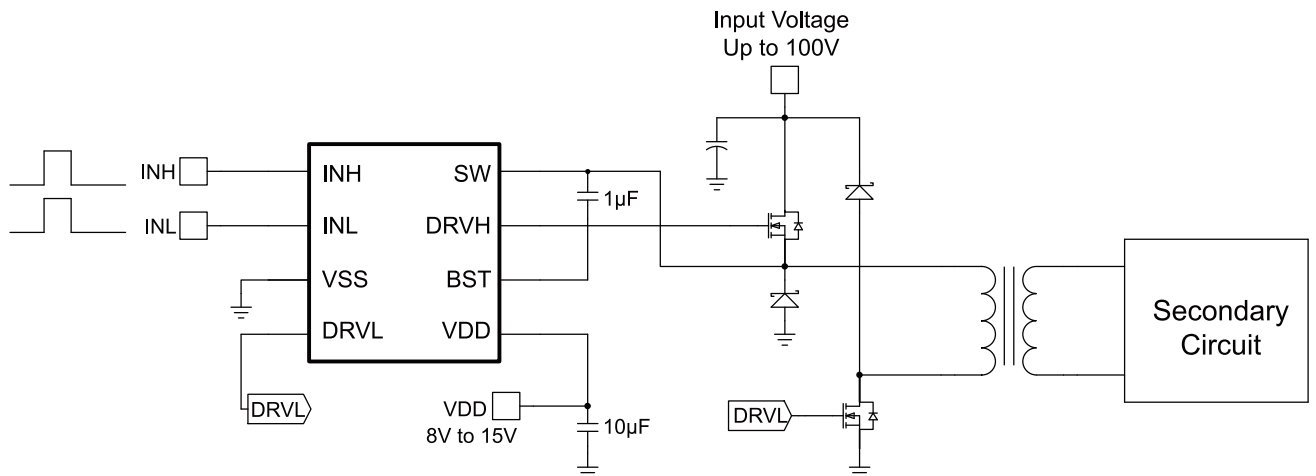 Input Voltage
Up to 100V
INH
INH
SW
1µF
INL
INL
DRVH
VSS
BST
DRVL
VDD
Secondary
Circuit
DRVL
VDD
8V to 15V
10µF
DRVL